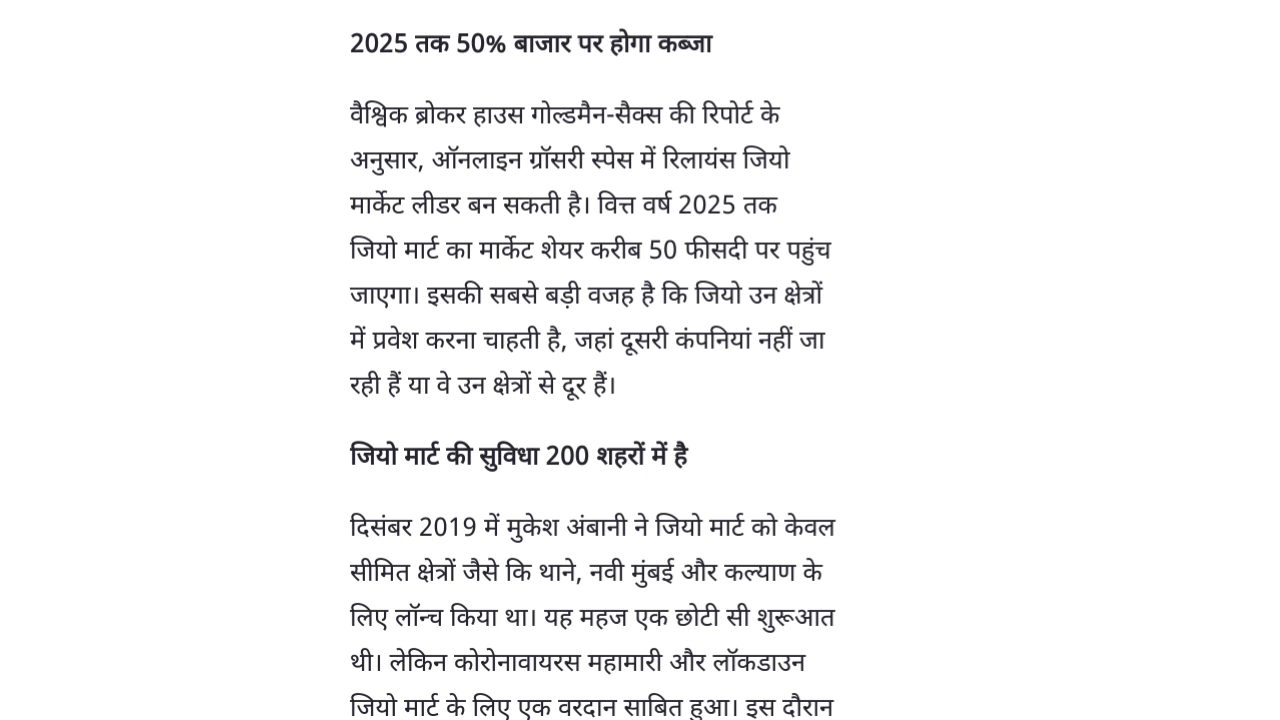 2025 तक 50% बाजार पर होगा कब्जा
वैश्विक ब्रोकर हाउस गोल्डमैन-सैक्स की रिपोर्ट के
अनुसार, ऑनलाइन ग्रॉसरी स्पेस में रिलायंस जियो
मार्केट लीडर बन सकती है। वित्त वर्ष 2025 तक
जियो मार्ट का मार्केट शेयर करीब 50 फीसदी पर पहुंच
जाएगा। इसकी सबसे बड़ी वजह है कि जियो उन क्षेत्रों
में प्रवेश करना चाहती है, जहां दूसरी कंपनियां नहीं जा
रही हैं या वे उन क्षेत्रों से दूर हैं।
जियो मार्ट की सुविधा 200 शहरों में है
दिसंबर 2019 में मुकेश अंबानी ने जियो मार्ट को केवल
सीमित क्षेत्रों जैसे कि थाने, नवी मुंबई और कल्याण के
लिए लॉन्च किया था। यह महज एक छोटी सी शुरूआत
थी। लेकिन कोरोनावायरस महामारी और लॉकडाउन
जियो मार्ट के लिए एक वरदान साबित हुआ। इस दौरान